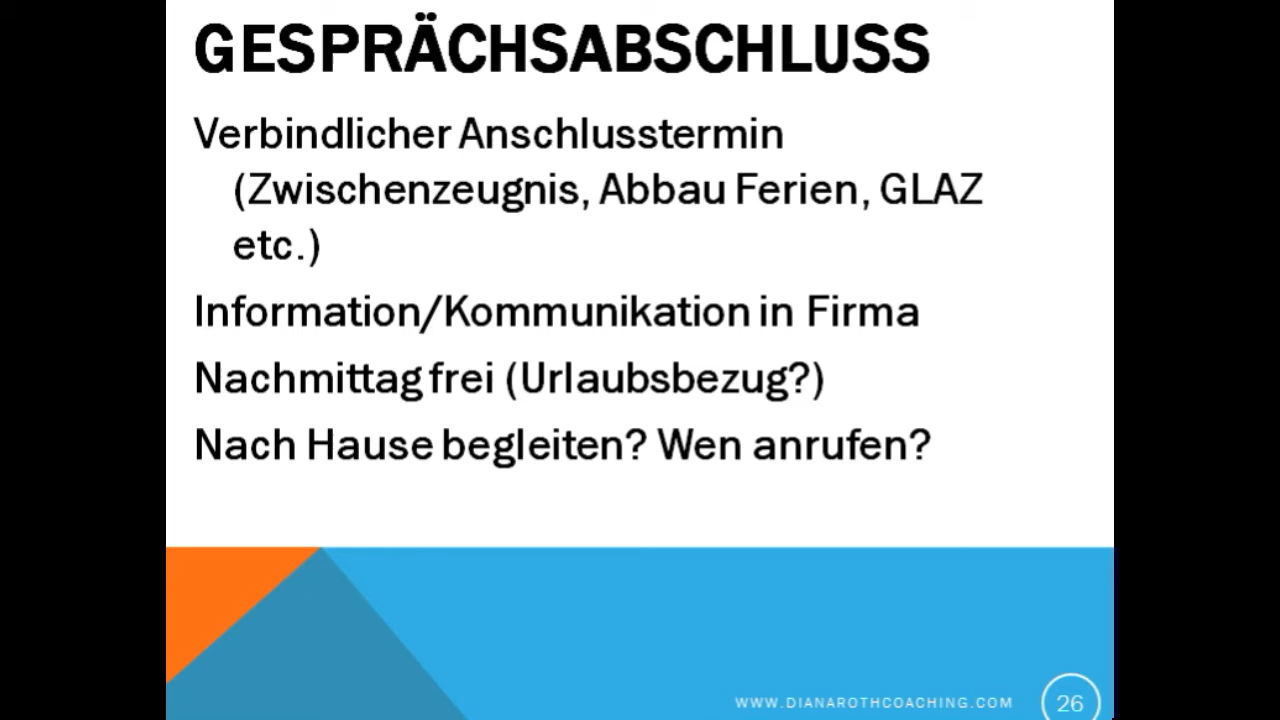 GESPRÄCHSABSCHLUSS
Verbindlicher Anschlusstermin
(Zwischenzeugnis, Abbau Ferien, GLAZ
etc.)
Information/Kommunikation in Firma
Nachmittag frei (Urlaubsbezug?)
Nach Hause begleiten? Wen anrufen?
WWW.DIANAROTHCOACHING.COM
26